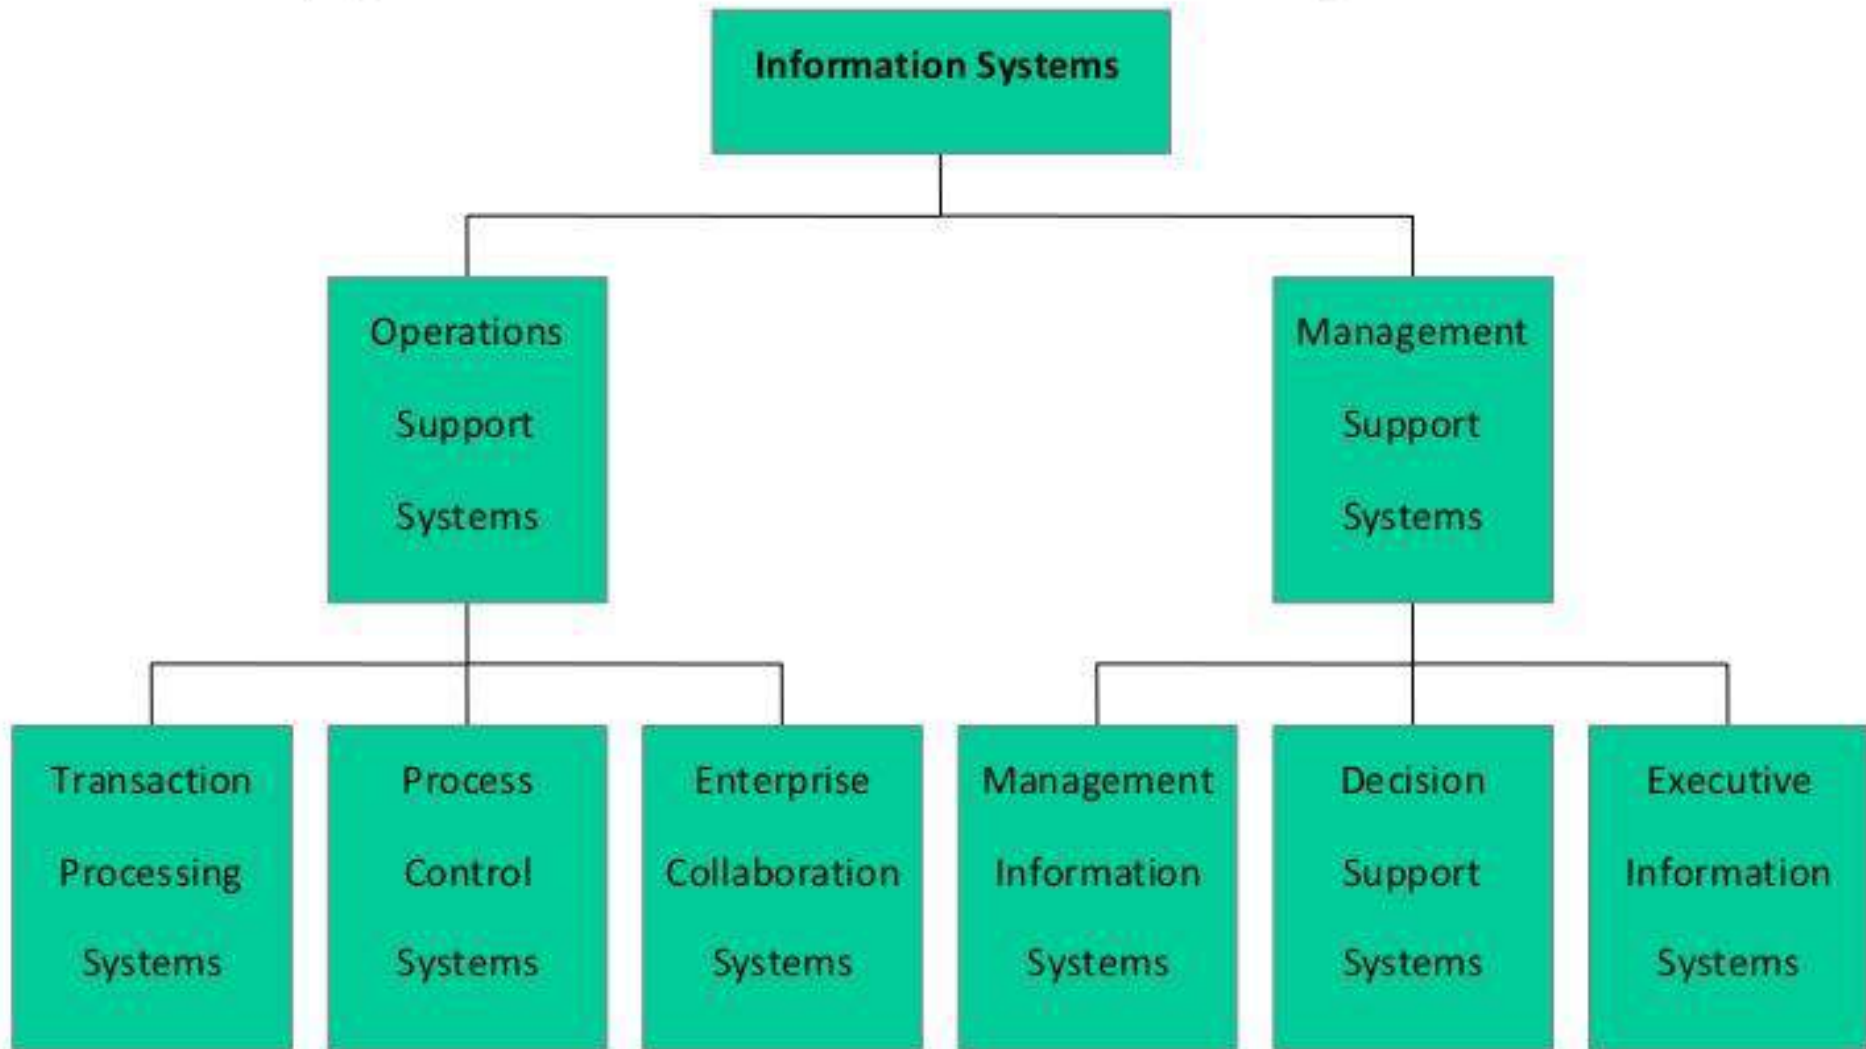 Information Systems
Operations
Support
Systems
Management
Support
Systems
Transaction
Processing
Systems
Process
Control
Systems
Enterprise
Collaboration
Systems
Management
Information
Systems
Decision
Support
Systems
Executive
Information
Systems